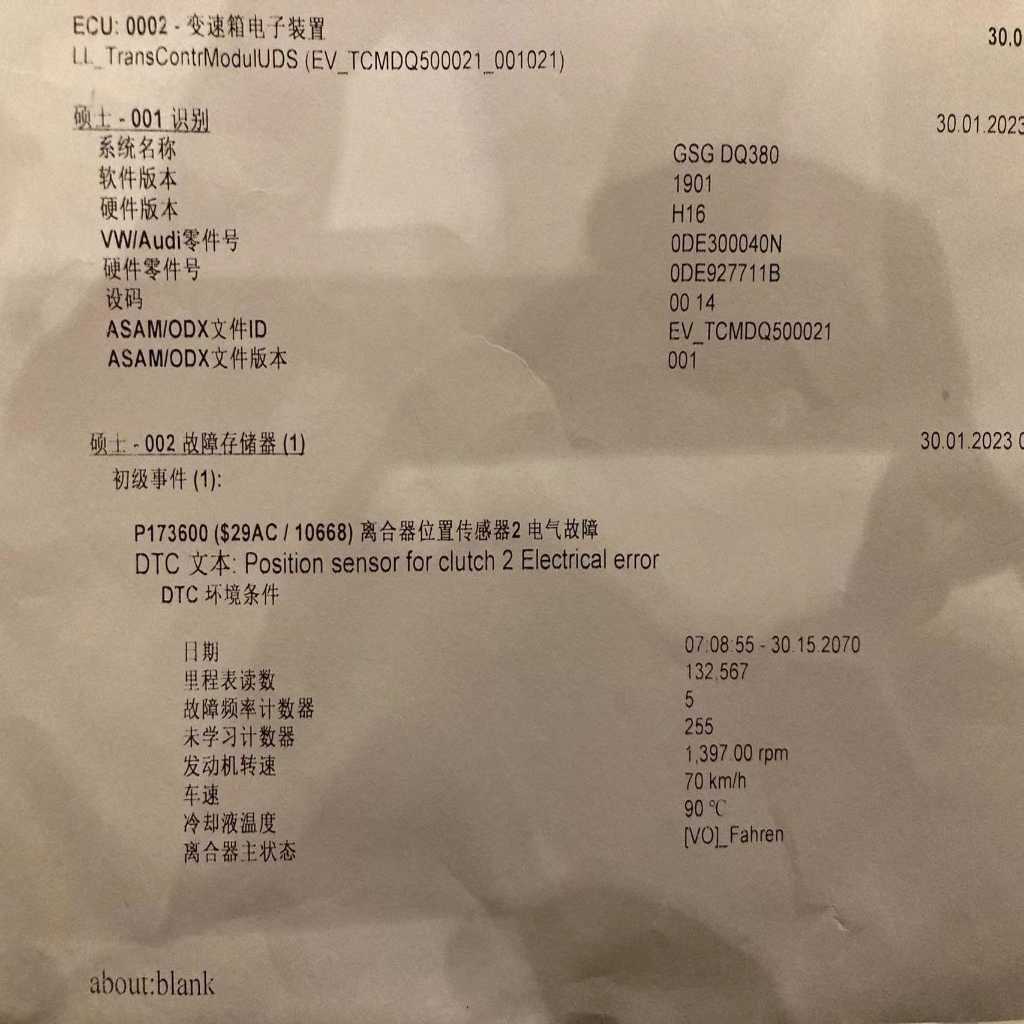 ECU: 0002 - 变速箱电子装置
30.0
LL_TransContrModulUDS (EV_TCMDQ500021_001021)
硕士 - 001 识别 30.01.2023
系统名称 GSG DQ380
软件版本 1901
硬件版本 H16
VW/Audi零件号 0DE300040N
硬件零件号 0DE927711B
设码 00 14
ASAM/ODX文件ID EV_TCMDQ500021
ASAM/ODX文件版本 001
硕士 - 002 故障存储器 (1) 30.01.2023 0
初级事件 (1):
P173600 ($29AC / 10668) 离合器位置传感器2 电气故障
DTC 文本: Position sensor for clutch 2 Electrical error
DTC 环境条件
日期 07:08:55 - 30.15.2070
里程表读数 132,567
故障频率计数器 5
未学习计数器 255
发动机转速 1,397.00 rpm
车速 70 km/h
冷却液温度 90 ℃
离合器主状态 [VO]_Fahren
about:blank